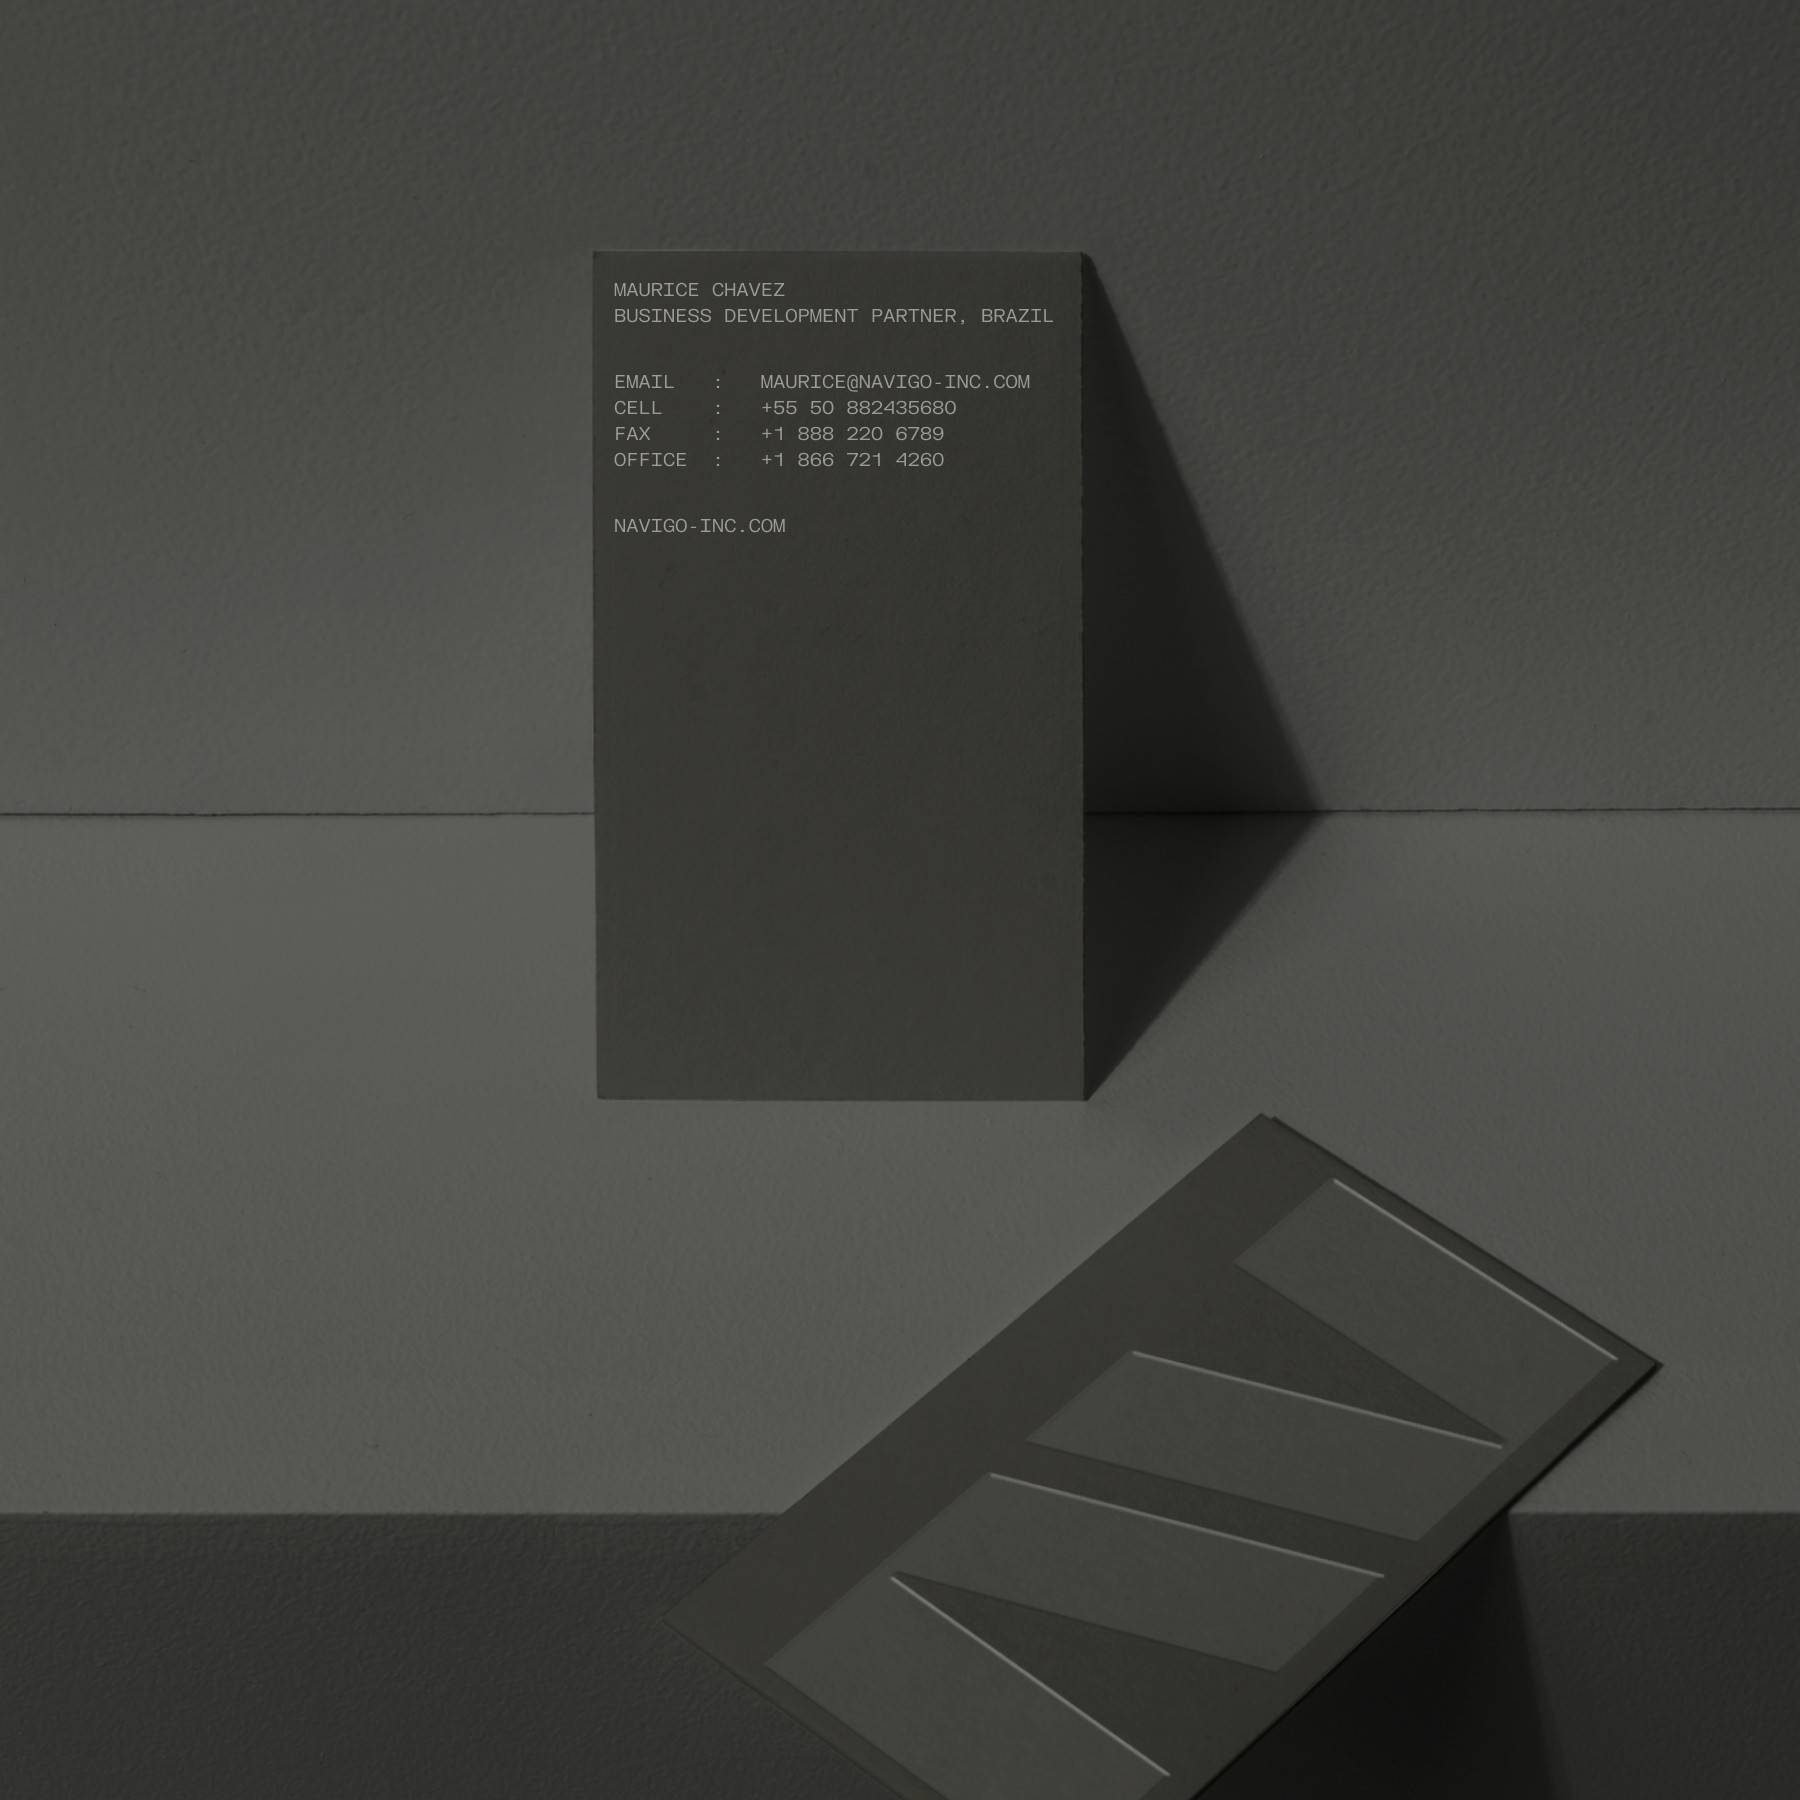 MAURICE CHAVEZ
BUSINESS DEVELOPMENT PARTNER, BRAZIL
EMAIL : MAURICE@NAVIGO-INC.COM
CELL : +55 50 882435680
FAX : +1 888 220 6789
OFFICE : +1 866 721 4260
NAVIGO-INC.COM